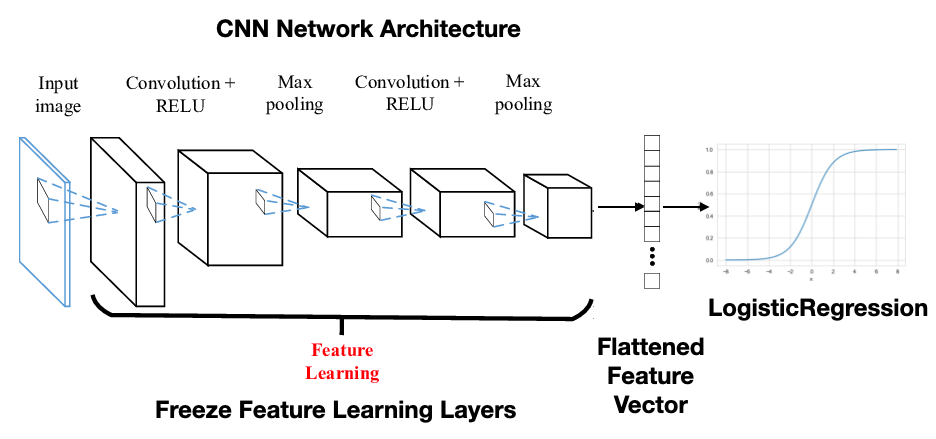 CNN Network Architecture
Input
image
Convolution +
RELU
Max
pooling
Convolution +
RELU
Max
pooling
1.0
0.8
0.6
0.4
0.2
0.0
−8 −6 −4 −2 0 2 4 6 8
x
LogisticRegression
Feature
Learning
Flattened
Feature
Vector
Freeze Feature Learning Layers